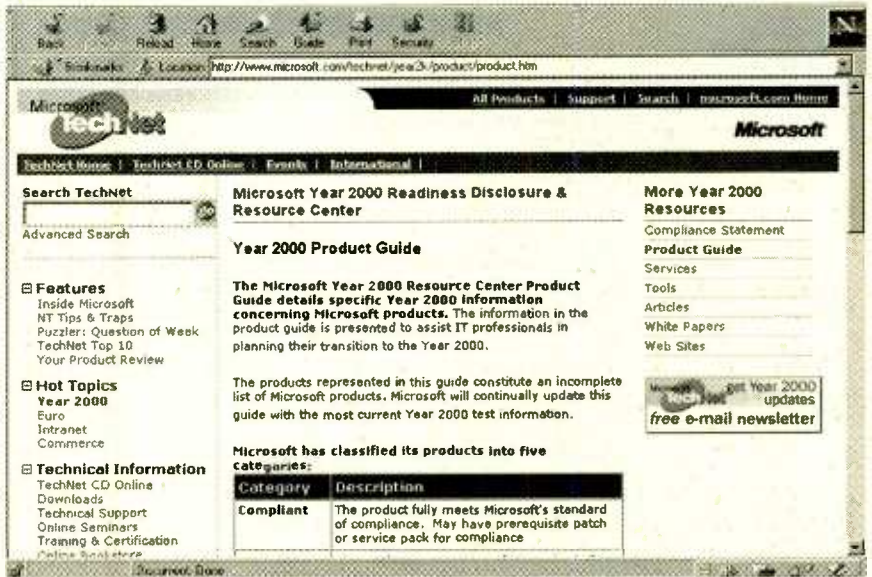 Back Reload Home Search Guide Print Security
Bookmarks Location: http://www.microsoft.com/technet/year2k/product/product.htm
N
All Products | Support | Search | microsoft.com Home
Microsoft
TechNet
Microsoft
TechNet Home | TechNet CD Online | Events | International |
Search TechNet
GO
Advanced Search
Features
Inside Microsoft
NT Tips & Traps
Puzzler: Question of Week
TechNet Top 10
Your Product Review
Hot Topics
Year 2000
Euro
Intranet
Commerce
Technical Information
TechNet CD Online
Downloads
Technical Support
Online Seminars
Training & Certification
Online Bookstore
Microsoft Year 2000 Readiness Disclosure &
Resource Center
Year 2000 Product Guide
The Microsoft Year 2000 Resource Center Product
Guide details specific Year 2000 information
concerning Microsoft products. The information in the
product guide is presented to assist IT professionals in
planning their transition to the Year 2000.
The products represented in this guide constitute an incomplete
list of Microsoft products. Microsoft will continually update this
guide with the most current Year 2000 test information.
Microsoft has classified its products into five
categories:
Category Description
Compliant The product fully meets Microsoft's standard
of compliance. May have prerequisite patch
or service pack for compliance
More Year 2000
Resources
Compliance Statement
Product Guide
Services
Tools
Articles
White Papers
Web Sites
Microsoft TechNet get Year 2000
updates
free e-mail newsletter
Document: Done